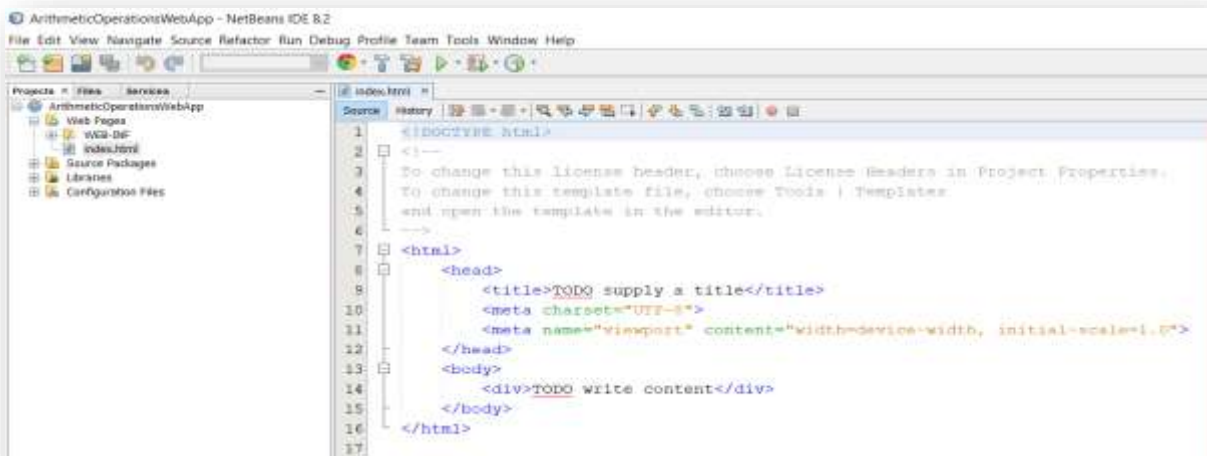 ArithmeticOperationsWebApp - NetBeans IDE 8.2
File Edit View Navigate Source Refactor Run Debug Profile Team Tools Window Help
Projects × Files Services
ArithmeticOperationsWebApp
Web Pages
WEB-INF
index.html
Source Packages
Libraries
Configuration Files
index.html ×
Source History
1 <!DOCTYPE html>
2 <!--
3 To change this license header, choose License Headers in Project Properties.
4 To change this template file, choose Tools | Templates
5 and open the template in the editor.
6 -->
7 <html>
8 <head>
9 <title>TODO supply a title</title>
10 <meta charset="UTF-8">
11 <meta name="viewport" content="width=device-width, initial-scale=1.0">
12 </head>
13 <body>
14 <div>TODO write content</div>
15 </body>
16 </html>
17